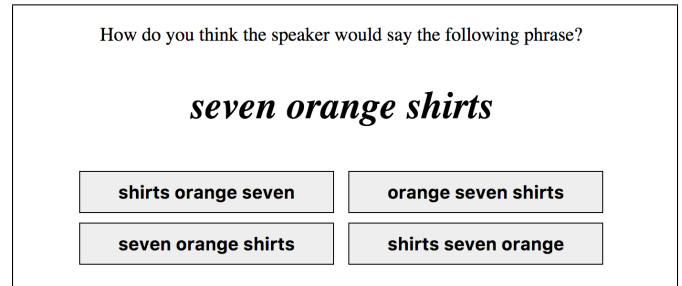 How do you think the speaker would say the following phrase?
seven orange shirts
shirts orange seven
orange seven shirts
seven orange shirts
shirts seven orange